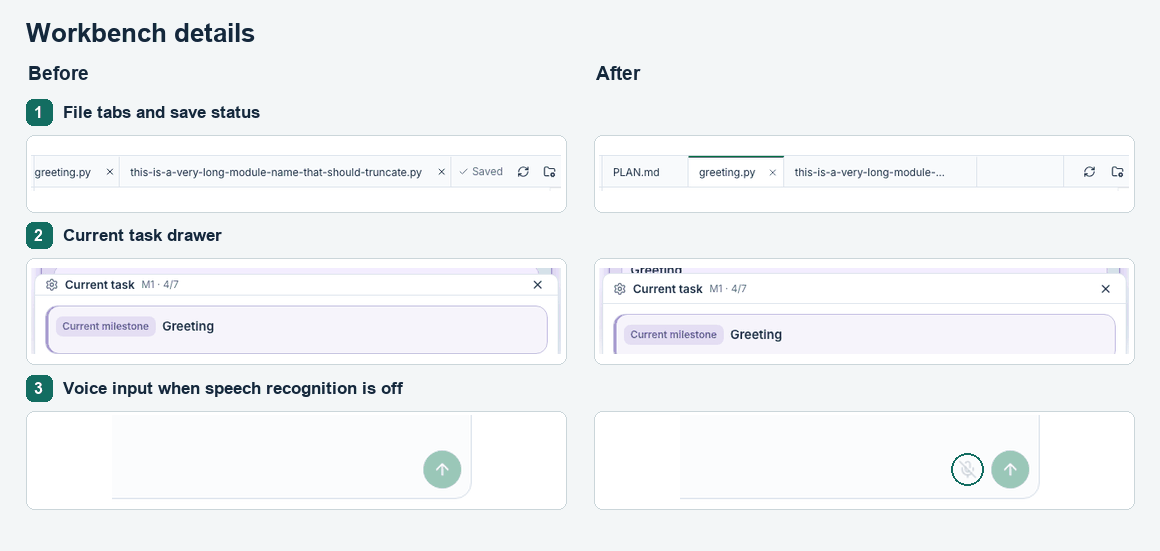 Workbench details
Before
After
1 File tabs and save status
greeting.py this-is-a-very-long-module-name-that-should-truncate.py Saved
PLAN.md greeting.py this-is-a-very-long-module-...
2 Current task drawer
Current task M1 · 4/7
Current milestone Greeting
Greeting
Current task M1 · 4/7
Current milestone Greeting
3 Voice input when speech recognition is off